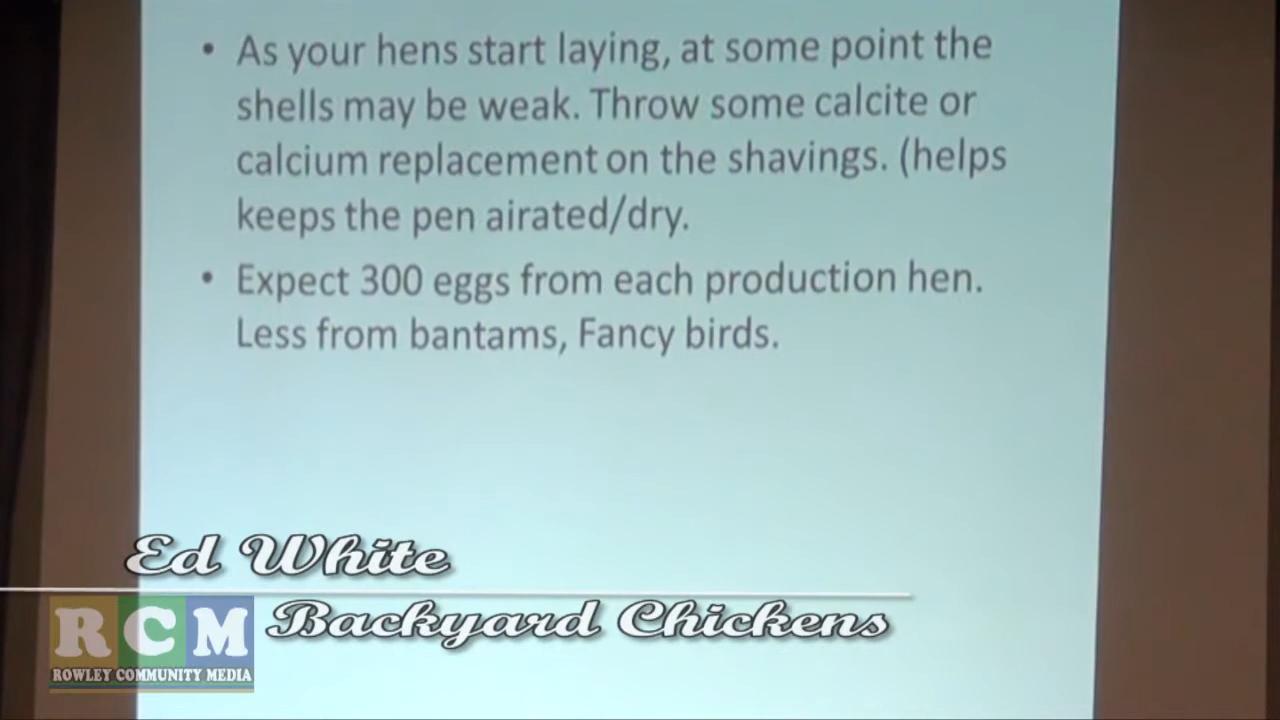 • As your hens start laying, at some point the
shells may be weak. Throw some calcite or
calcium replacement on the shavings. (helps
keeps the pen airated/dry.
• Expect 300 eggs from each production hen.
Less from bantams, Fancy birds.
Ed White
Backyard Chickens
RCM
ROWLEY COMMUNITY MEDIA